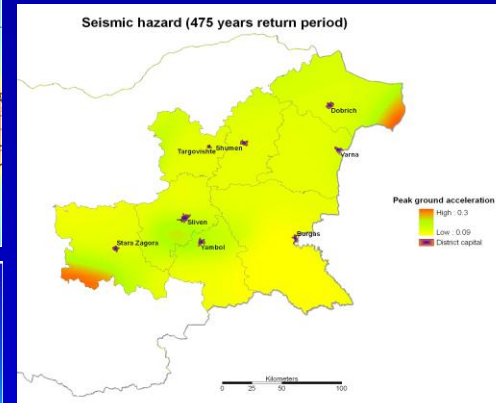 Seismic hazard (475 years return period)
Dobrich
Targovishte
Shumen
Varna
Peak ground acceleration
High : 0.3
Low : 0.09
District capital
Sliven
Stara Zagora
Yambol
Burgas
Kilometers
0 25 50 100